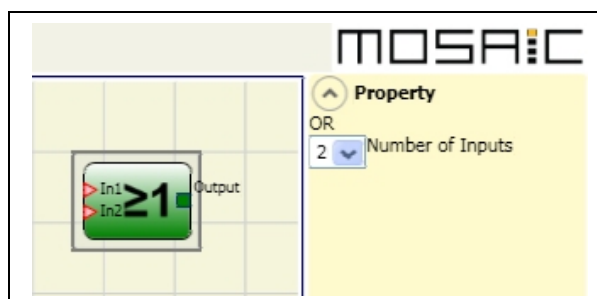 MOSAIC
Property
OR
2 Number of Inputs
In1 Output
In2
≥1